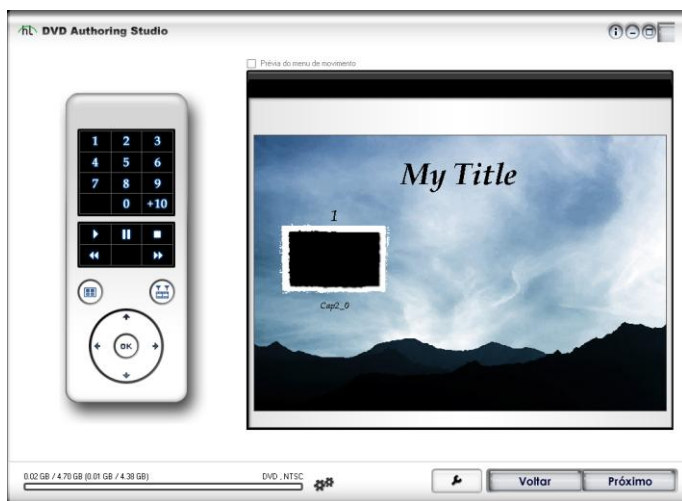 DVD Authoring Studio
Prévia do menu de movimento
1 2 3
4 5 6
7 8 9
0 +10
OK
My Title
1
Cap2_0
0.02 GB / 4.70 GB (0.01 GB / 4.38 GB)
DVD , NTSC
Voltar
Próximo